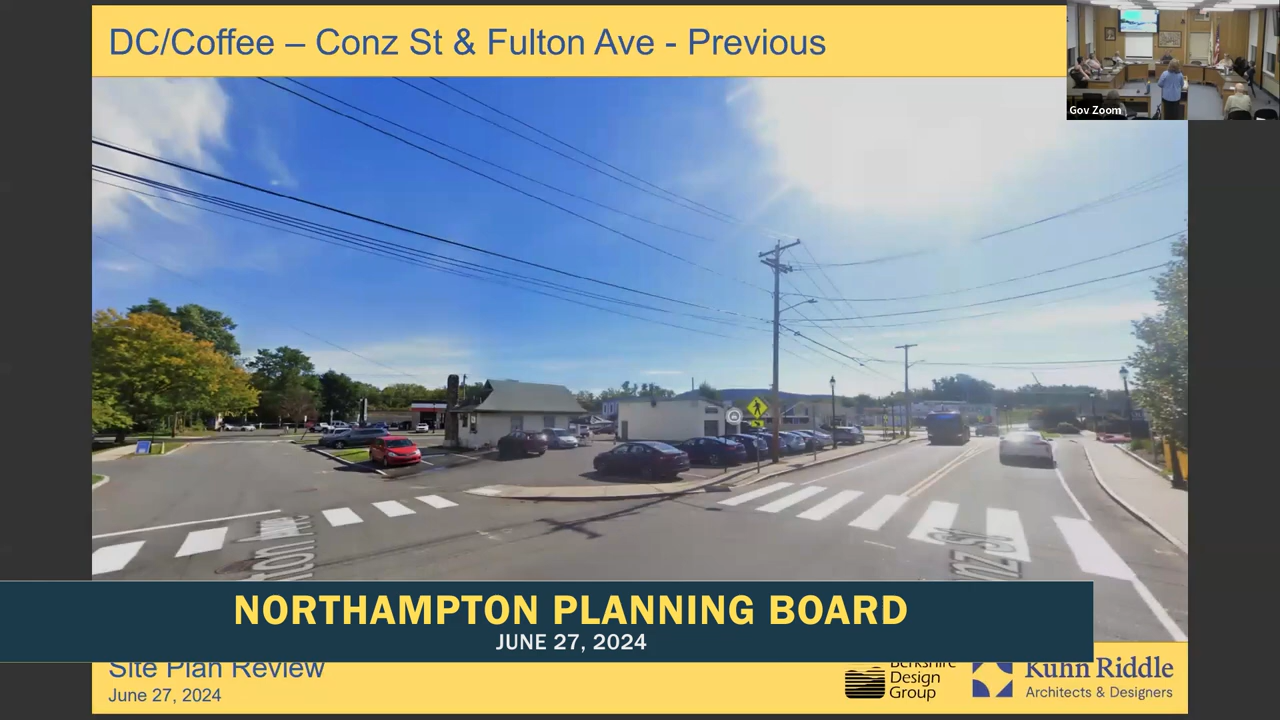 DC/Coffee – Conz St & Fulton Ave - Previous
Gov Zoom
NORTHAMPTON PLANNING BOARD
JUNE 27, 2024
Site Plan Review
June 27, 2024
Berkshire
Design
Group
Kuhn Riddle
Architects & Designers